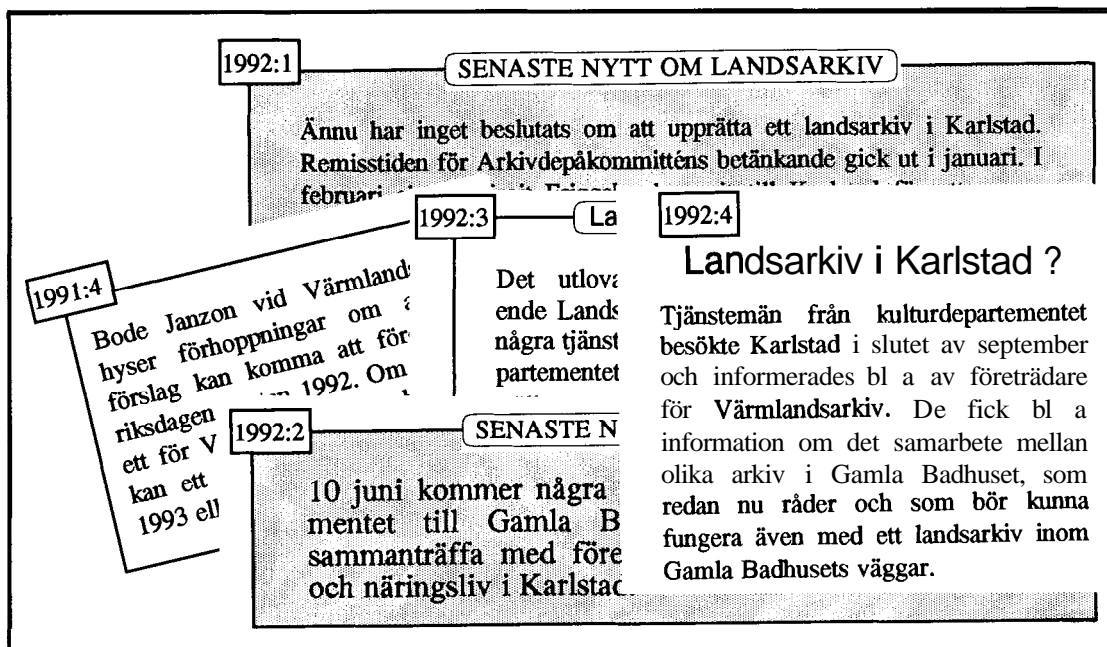 1992:1
SENASTE NYTT OM LANDSARKIV
Ännu har inget beslutats om att upprätta ett landsarkiv i Karlstad.
Remisstiden för Arkivdepåkommitténs betänkande gick ut i januari. I
februari
1992:3
La
Det utlova
ende Lands
några tjänst
partementet
1991:4
Bode Janzon vid Värmlands
hyser förhoppningar om a
förslag kan komma att för
riksdagen 1992. Om
ett för V
kan ett
1993 ell
1992:2
SENASTE N
10 juni kommer några
mentet till Gamla B
sammanträffa med före
och näringsliv i Karlstad.
1992:4
Landsarkiv i Karlstad ?
Tjänstemän från kulturdepartementet
besökte Karlstad i slutet av september
och informerades bl a av företrädare
för Värmlandsarkiv. De fick bl a
information om det samarbete mellan
olika arkiv i Gamla Badhuset, som
redan nu råder och som bör kunna
fungera även med ett landsarkiv inom
Gamla Badhusets väggar.